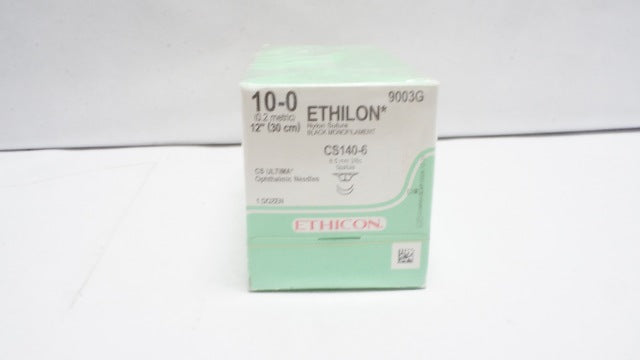 10-0
(0.2 metric)
12" (30 cm)
ETHILON*
9003G
Nylon Suture
BLACK MONOFILAMENT
CS140-6
Spatula
CS ULTIMA*
Ophthalmic Needles
1 DOZEN
ETHICON